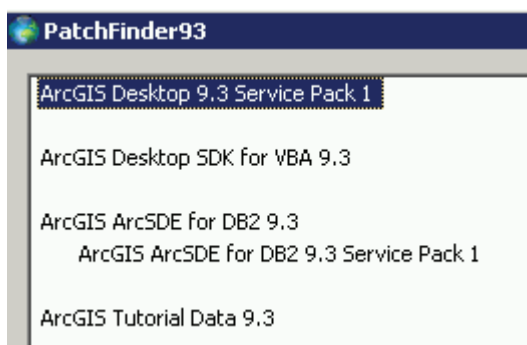 PatchFinder93
ArcGIS Desktop 9.3 Service Pack 1
ArcGIS Desktop SDK for VBA 9.3
ArcGIS ArcSDE for DB2 9.3
ArcGIS ArcSDE for DB2 9.3 Service Pack 1
ArcGIS Tutorial Data 9.3